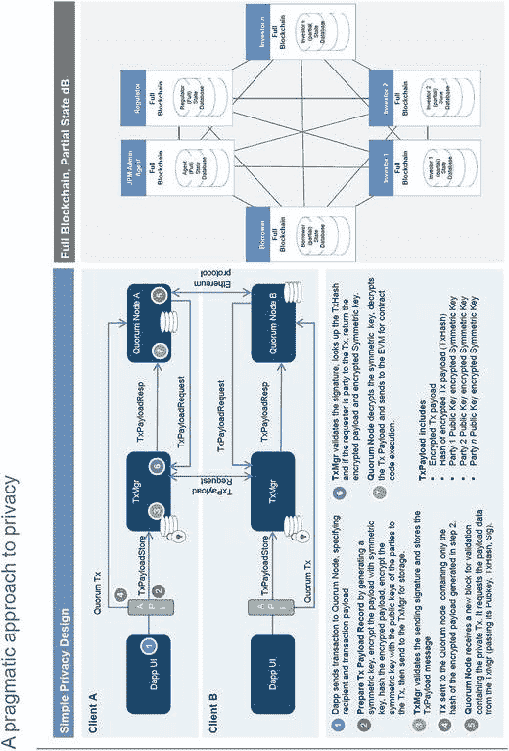 A pragmatic approach to privacy
Simple Privacy Design
Client A
Quorum Tx
4
Dapp UI
1
A
P
I
2
TxPayloadStore
TxMgr
3
6
TxPayloadResp
TxPayloadRequest
Quorum Node A
7
5
TxPayload
Request
Ethereum
protocol
Client B
Dapp UI
A
P
I
TxPayloadStore
Quorum Tx
TxMgr
TxPayloadRequest
TxPayloadResp
Quorum Node B
1 Dapp sends transaction to Quorum Node, specifying
recipient and transaction payload
2 Prepare Tx Payload Record by generating a
symmetric key, encrypt the payload with symmetric
key, hash the encrypted payload, encrypt the
symmetric key with the public keys of the parties to
the Tx, then send to the TxMgr for storage.
3 TxMgr validates the sending signature and stores the
TxPayload message
4 Tx sent to the Quorum node containing only the
hash of the encrypted payload generated in step 2.
5 Quorum Node receives a new block for validation
containing the private Tx. It requests the payload data
from the TxMgr (passing its PubKey, TxHash, Sig).
6 TxMgr validates the signature, looks up the TxHash
and if the requester is party to the Tx, return the
encrypted payload and encrypted Symmetric key.
7 Quorum Node decrypts the symmetric key, decrypts
the Tx Payload and sends to the EVM for contract
code execution.
TxPayload includes
• Encrypted Tx payload
• Hash of encrypted Tx payload (TxHash)
• Party 1 Public Key encrypted Symmetric Key
• Party 2 Public Key encrypted Symmetric Key
• Party n Public Key encrypted Symmetric Key
Full Blockchain, Partial State dB
JPM Admin
Agent
Full
Blockchain
Agent
(Full)
State
Database
Regulator
Full
Blockchain
Regulator
(Full)
State
Database
Borrower
Full
Blockchain
Borrower
(partial)
State
Database
Investor n
Full
Blockchain
Investor n
(partial)
State
Database
Investor 1
Full
Blockchain
Investor 1
(partial)
State
Database
Investor 2
Full
Blockchain
Investor 2
(partial)
State
Database